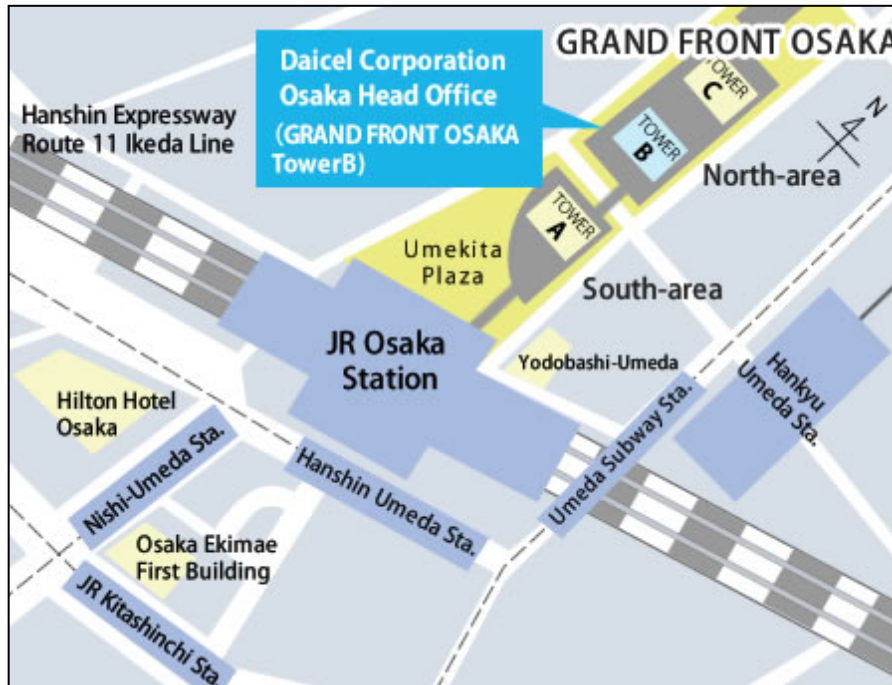 GRAND FRONT OSAKA
Daicel Corporation
Osaka Head Office
(GRAND FRONT OSAKA
TowerB)
TOWER
C
TOWER
B
N
Hanshin Expressway
Route 11 Ikeda Line
North-area
TOWER
A
Umekita
Plaza
South-area
JR Osaka
Station
Yodobashi-Umeda
Hankyu
Umeda Sta.
Hilton Hotel
Osaka
Umeda Subway Sta.
Nishi-Umeda Sta.
Hanshin Umeda Sta.
Osaka Ekimae
First Building
JR Kitashinchi Sta.